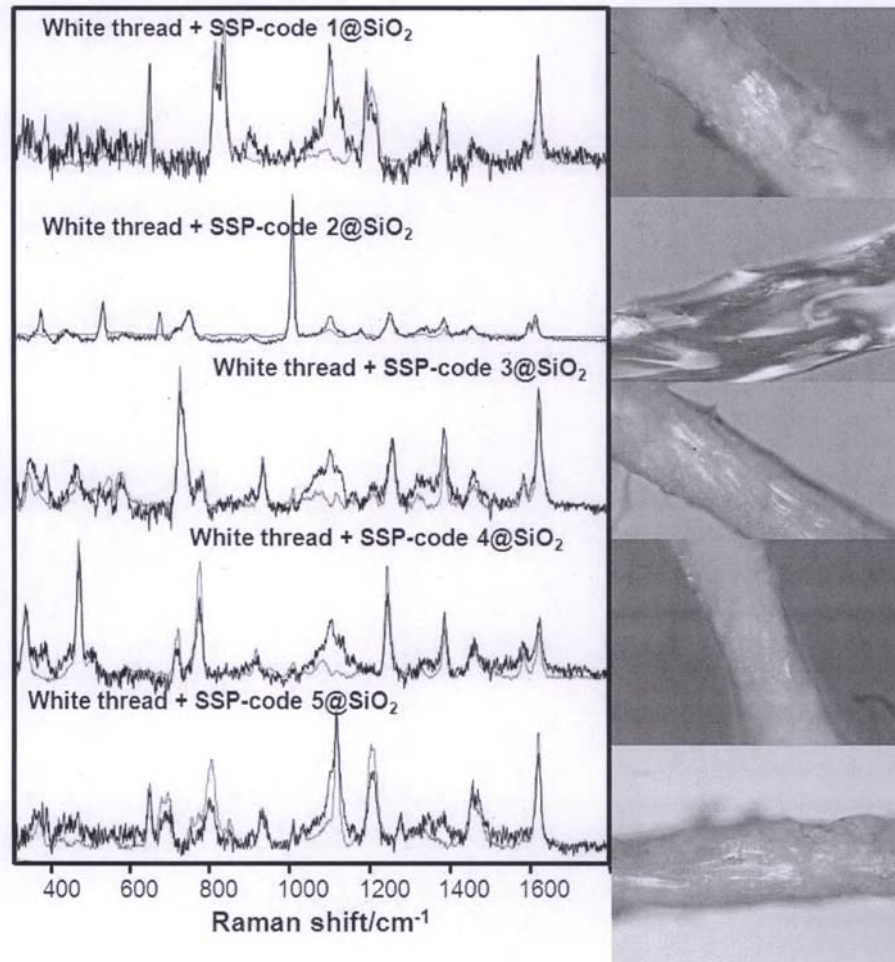 White thread + SSP-code 1@SiO₂
White thread + SSP-code 2@SiO₂
White thread + SSP-code 3@SiO₂
White thread + SSP-code 4@SiO₂
White thread + SSP-code 5@SiO₂
400 600 800 1000 1200 1400 1600
Raman shift/cm⁻¹